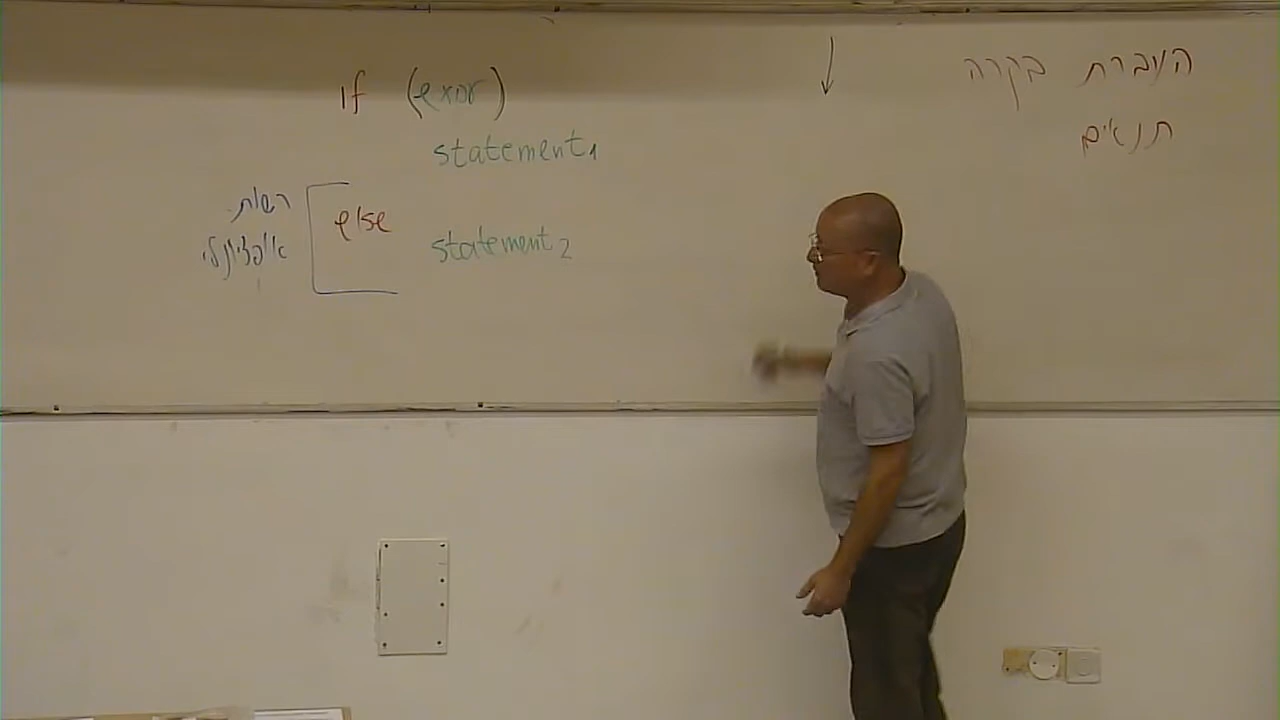 העברת בקרה
תנאים
if (expr)
statement1
רשות
else
statement2
אופציונלי